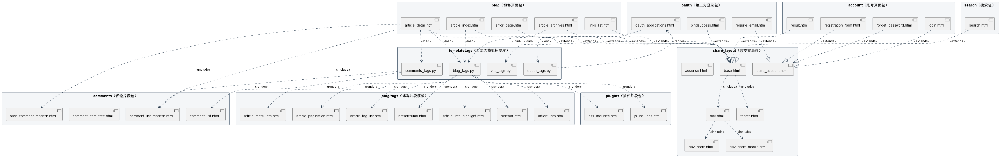 blog（博客页面包）
oauth（第三方登录包）
account（账号页面包）
search（搜索包）
article_detail.html
article_index.html
error_page.html
article_archives.html
links_list.html
oauth_applications.html
bindsuccess.html
require_email.html
result.html
registration_form.html
forget_password.html
login.html
search.html
«load»
«load»
«load»
«load»
«load»
«load»
«extends»
«extends»
«extends»
«extends»
«extends»
«render»
«extends»
«extends»
«extends»
«extends»
«extends»
«extends»
«extends»
templatetags（自定义模板标签库）
share_layout（共享布局包）
comments_tags.py
blog_tags.py
vite_tags.py
oauth_tags.py
adsense.html
base.html
base_account.html
«include»
«include»
«render»
«render»
«render»
«render»
«render»
«render»
«render»
«render»
«render»
«render»
«render»
«include»
«include»
comments（评论片段包）
blog/tags（博客片段模板）
plugins（插件片段包）
post_comment_modern.html
comment_item_tree.html
comment_list_modern.html
comment_list.html
article_meta_info.html
article_pagination.html
article_tag_list.html
breadcrumb.html
article_info_highlight.html
sidebar.html
article_info.html
css_includes.html
js_includes.html
nav.html
footer.html
«include»
«include»
nav_node.html
nav_node_mobile.html